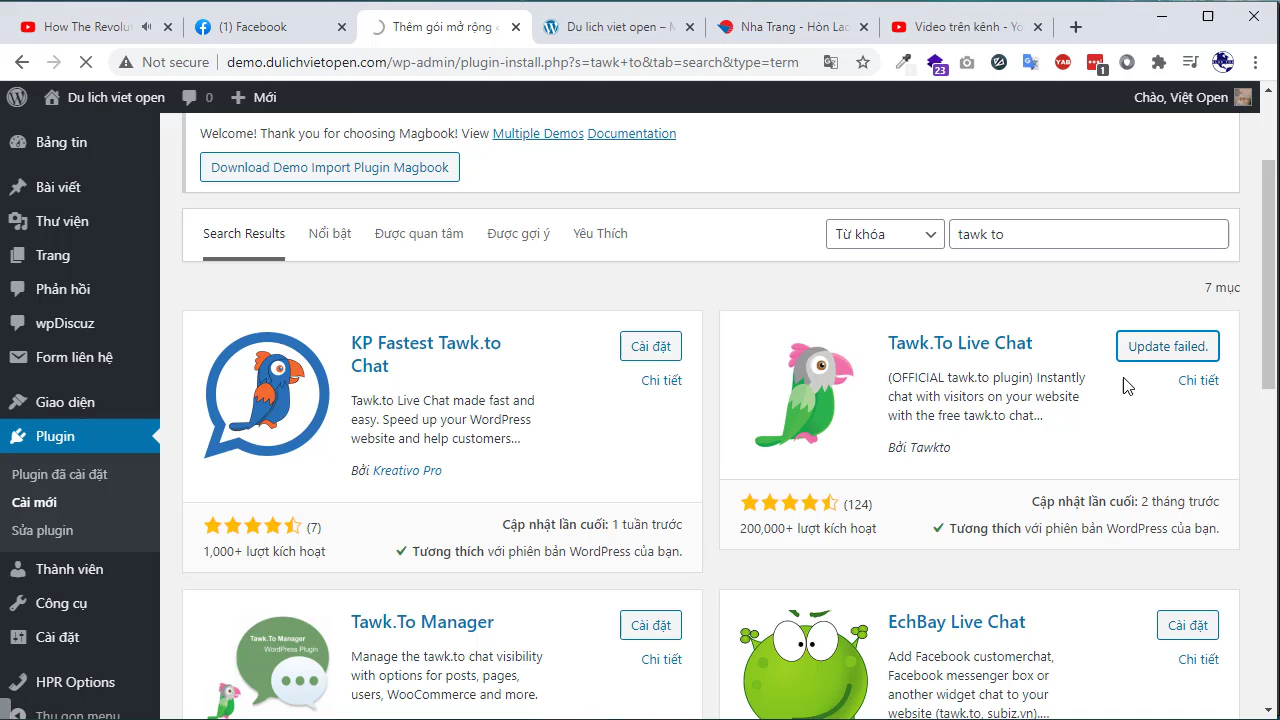 How The Revolut
(1) Facebook
Thêm gói mở rộng
Du lich viet open – M
Nha Trang - Hòn Lao
Video trên kênh - Yo
Not secure
demo.dulichvietopen.com/wp-admin/plugin-install.php?s=tawk+to&tab=search&type=term
23
YAB
1
Du lich viet open
0
Mới
Chào, Việt Open
Bảng tin
Bài viết
Thư viện
Trang
Phản hồi
wpDiscuz
Form liên hệ
Giao diện
Plugin
Plugin đã cài đặt
Cài mới
Sửa plugin
Thành viên
Công cụ
Cài đặt
HPR Options
Thu gọn menu
Welcome! Thank you for choosing Magbook! View Multiple Demos Documentation
Download Demo Import Plugin Magbook
Search Results
Nổi bật
Được quan tâm
Được gợi ý
Yêu Thích
Từ khóa
tawk to
7 mục
KP Fastest Tawk.to
Chat
Cài đặt
Chi tiết
Tawk.to Live Chat made fast and
easy. Speed up your WordPress
website and help customers...
Bởi Kreativo Pro
(7)
1,000+ lượt kích hoạt
Cập nhật lần cuối: 1 tuần trước
Tương thích với phiên bản WordPress của bạn.
Tawk.To Live Chat
Update failed.
Chi tiết
(OFFICIAL tawk.to plugin) Instantly
chat with visitors on your website
with the free tawk.to chat...
Bởi Tawkto
(124)
200,000+ lượt kích hoạt
Cập nhật lần cuối: 2 tháng trước
Tương thích với phiên bản WordPress của bạn.
Tawk.To Manager
WordPress Plugin
Tawk.To Manager
Cài đặt
Chi tiết
Manage the tawk.to chat visibility
with options for posts, pages,
users, WooCommerce and more.
EchBay Live Chat
Cài đặt
Chi tiết
Add Facebook customerchat,
Facebook messenger box or
another widget chat to your
website (tawk.to, subiz.vn)...